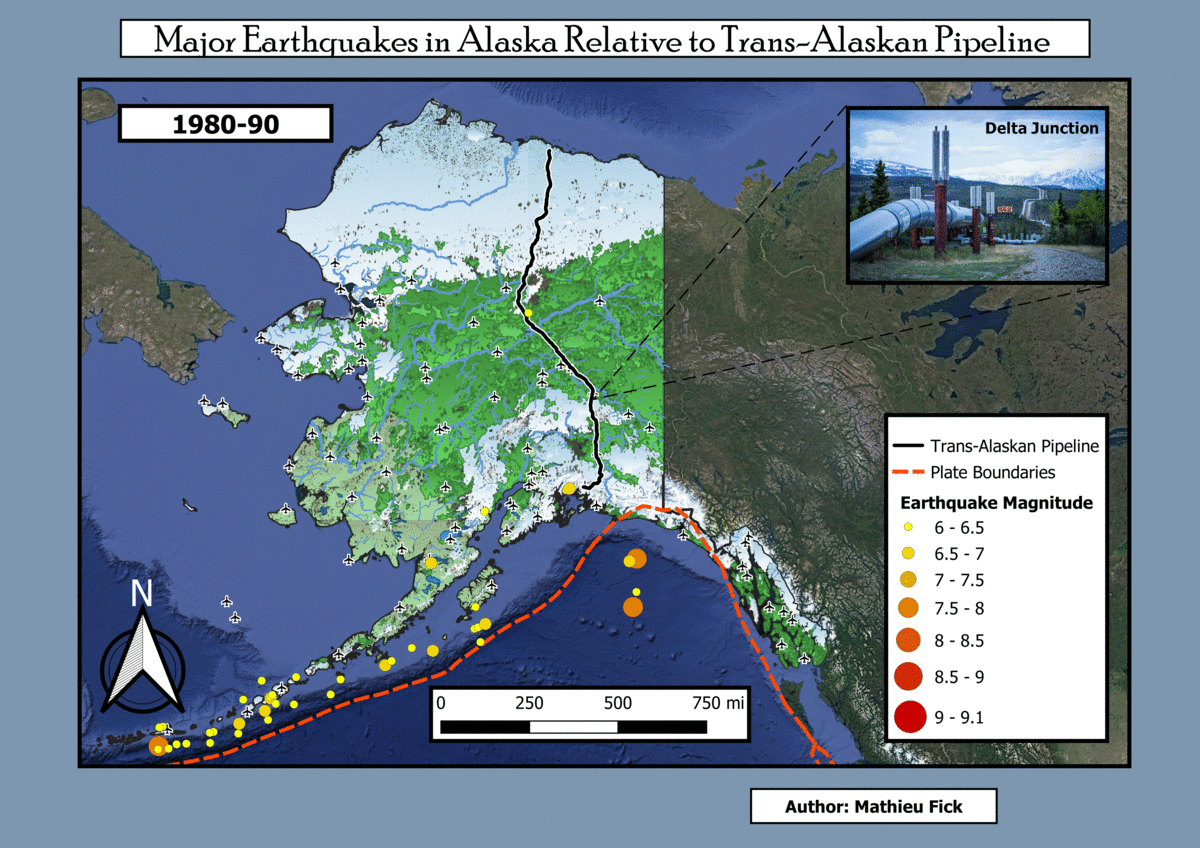 Major Earthquakes in Alaska Relative to Trans-Alaskan Pipeline
1980-90
Delta Junction
Trans-Alaskan Pipeline
Plate Boundaries
Earthquake Magnitude
6 - 6.5
6.5 - 7
7 - 7.5
7.5 - 8
8 - 8.5
8.5 - 9
9 - 9.1
N
0 250 500 750 mi
Author: Mathieu Fick